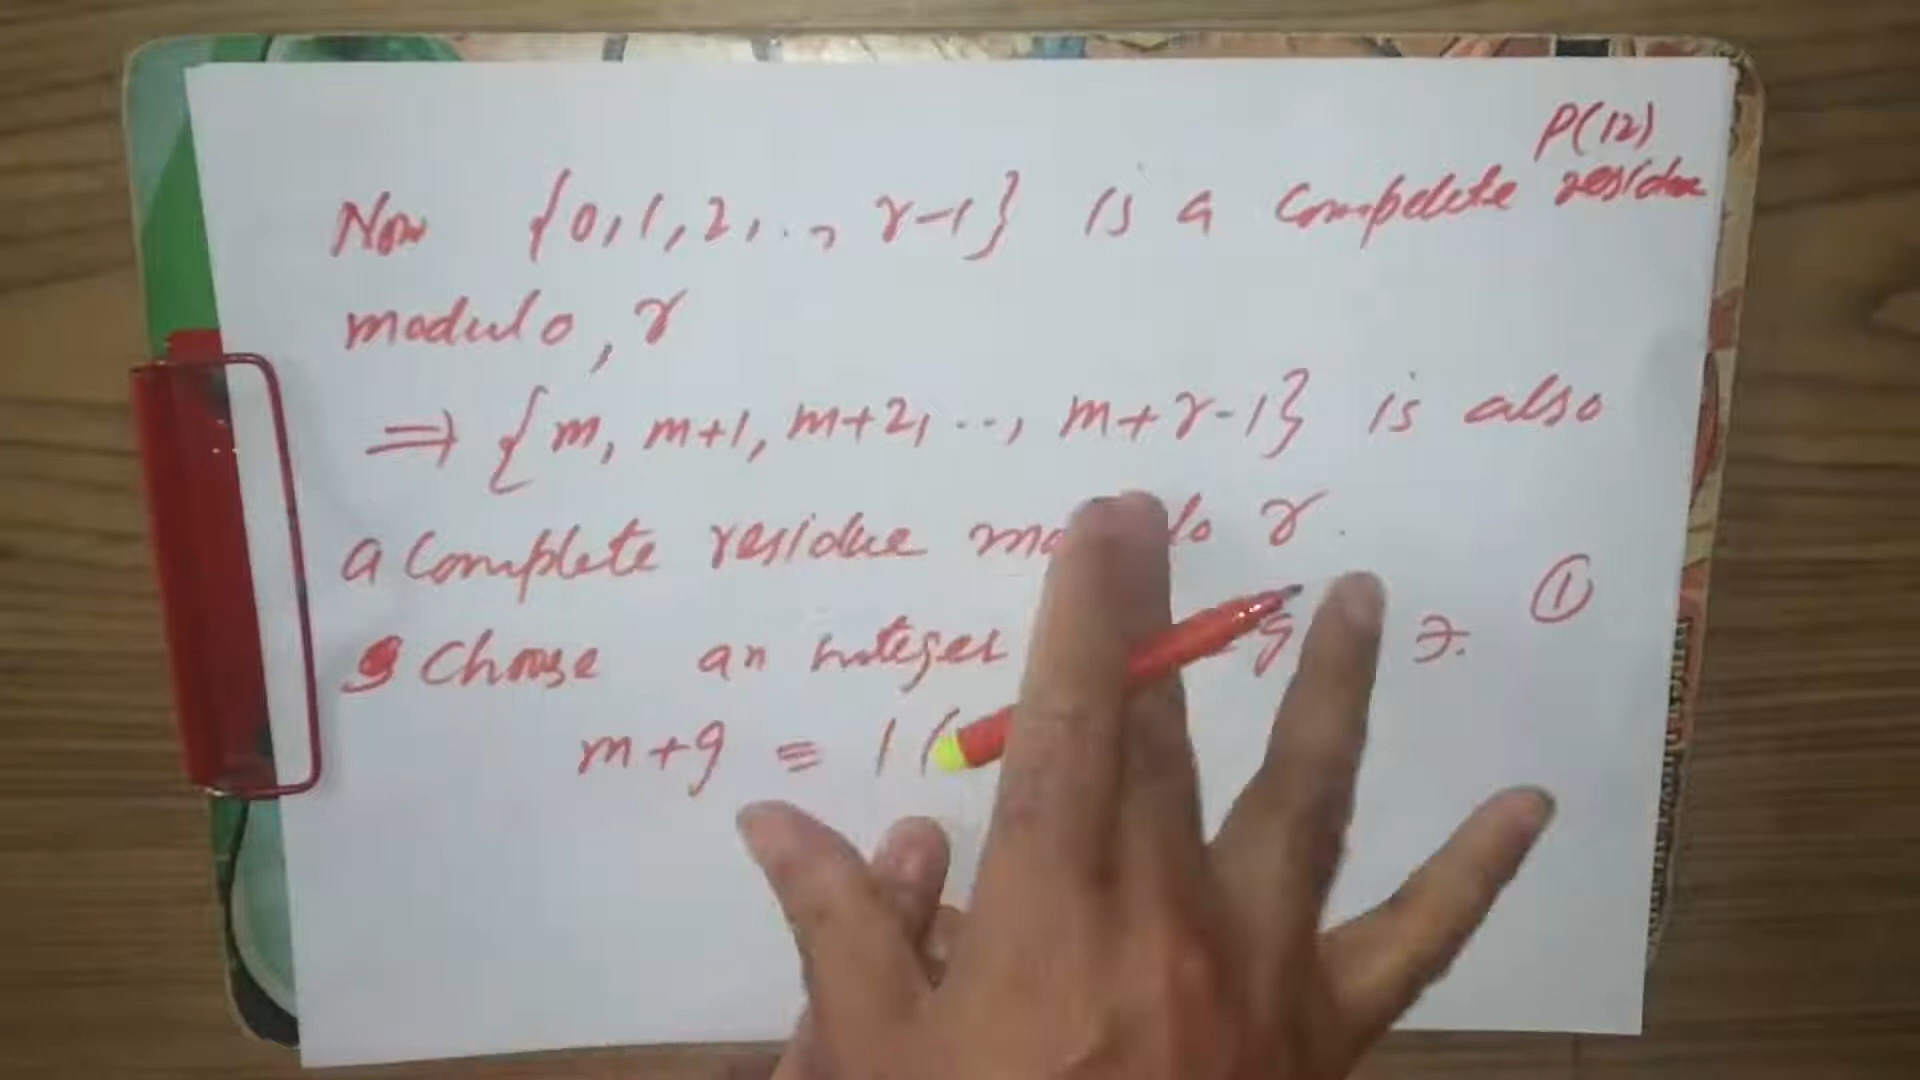 P(12)
Now {0, 1, 2, .., r-1} is a complete residue
modulo, r
⇒ {m, m+1, m+2, .., m+r-1} is also
a complete residue modulo r.
①
Choose an integer
m+g ≡ 1 (